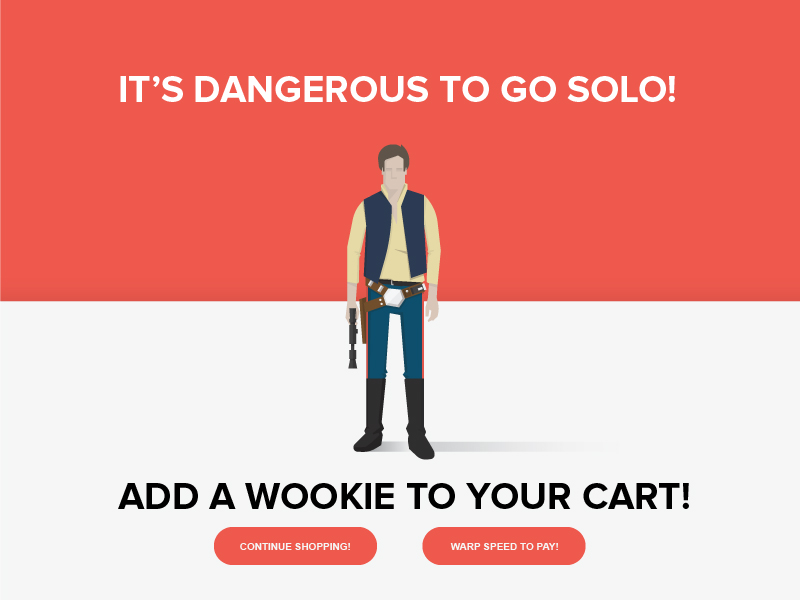 IT’S DANGEROUS TO GO SOLO!
ADD A WOOKIE TO YOUR CART!
CONTINUE SHOPPING!
WARP SPEED TO PAY!